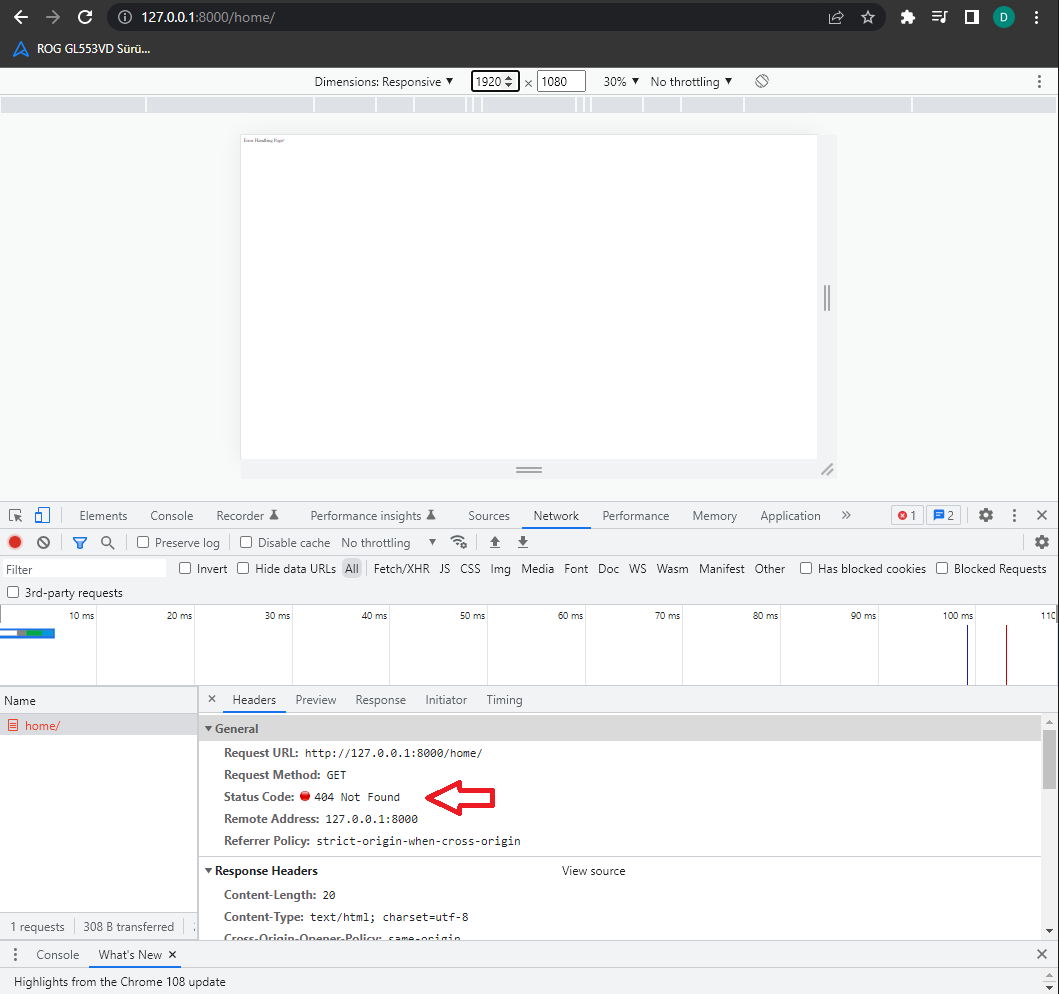 127.0.0.1:8000/home/
D
ROG GL553VD Sürü...
Dimensions: Responsive 1920 × 1080 30% No throttling
Error Handling Page!
Elements Console Recorder Performance insights Sources Network Performance Memory Application » 1 2
Preserve log Disable cache No throttling
Filter Invert Hide data URLs All Fetch/XHR JS CSS Img Media Font Doc WS Wasm Manifest Other Has blocked cookies Blocked Requests
3rd-party requests
10 ms 20 ms 30 ms 40 ms 50 ms 60 ms 70 ms 80 ms 90 ms 100 ms 110
Name × Headers Preview Response Initiator Timing
home/
General
Request URL: http://127.0.0.1:8000/home/
Request Method: GET
Status Code: 404 Not Found
Remote Address: 127.0.0.1:8000
Referrer Policy: strict-origin-when-cross-origin
Response Headers View source
Content-Length: 20
Content-Type: text/html; charset=utf-8
Cross-Origin-Opener-Policy: same-origin
1 requests 308 B transferred
Console What's New ×
Highlights from the Chrome 108 update